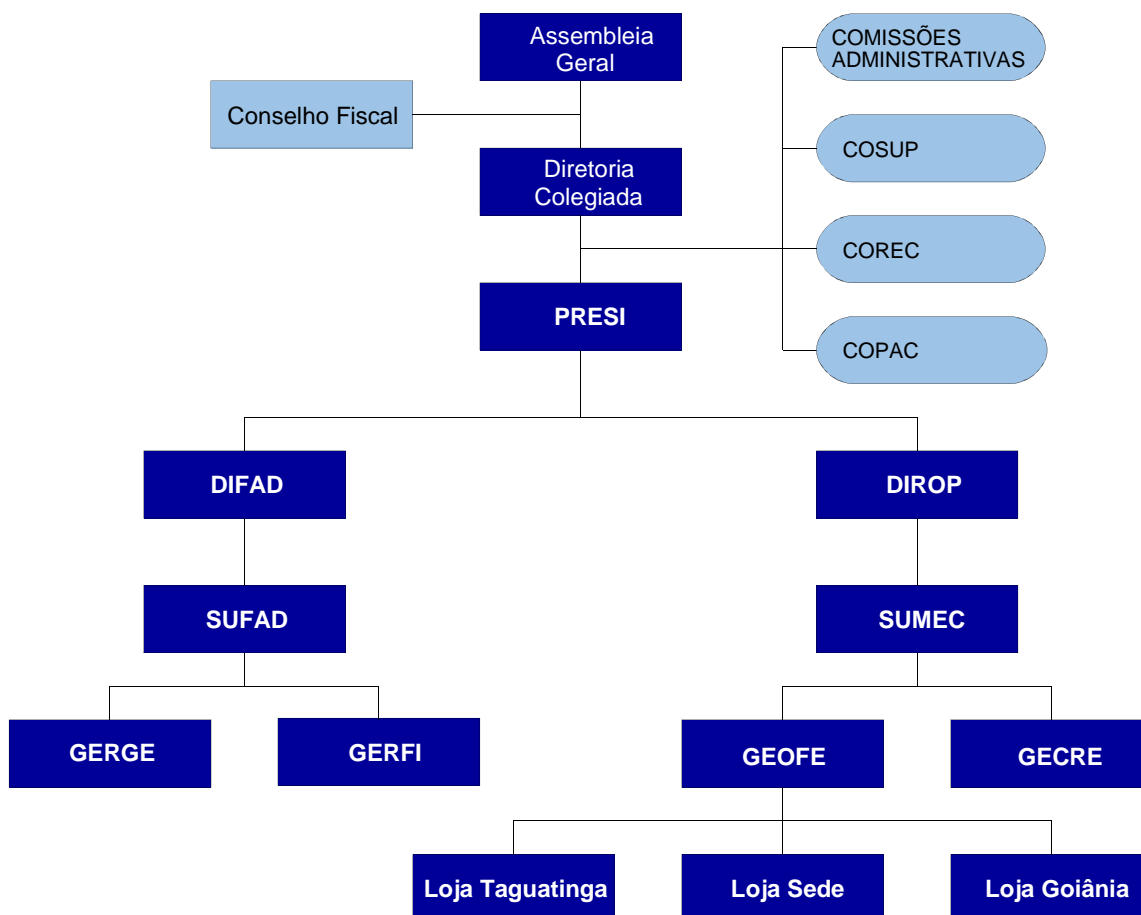 Assembleia
Geral
COMISSÕES
ADMINISTRATIVAS
Conselho Fiscal
COSUP
Diretoria
Colegiada
COREC
PRESI
COPAC
DIFAD
DIROP
SUFAD
SUMEC
GERGE
GERFI
GEOFE
GECRE
Loja Taguatinga
Loja Sede
Loja Goiânia